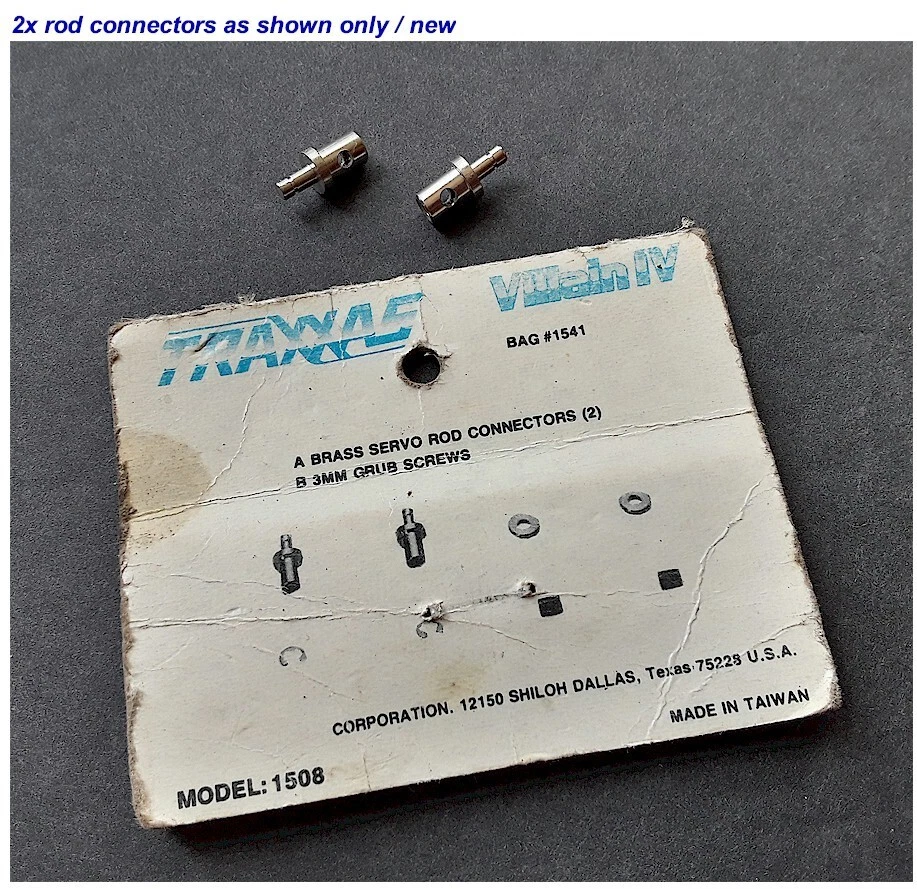 2x rod connectors as shown only / new
TRAXXAS
Villain IV
BAG #1541
A BRASS SERVO ROD CONNECTORS (2)
B 3MM GRUB SCREWS
CORPORATION. 12150 SHILOH DALLAS, Texas 75228 U.S.A.
MADE IN TAIWAN
MODEL: 1508